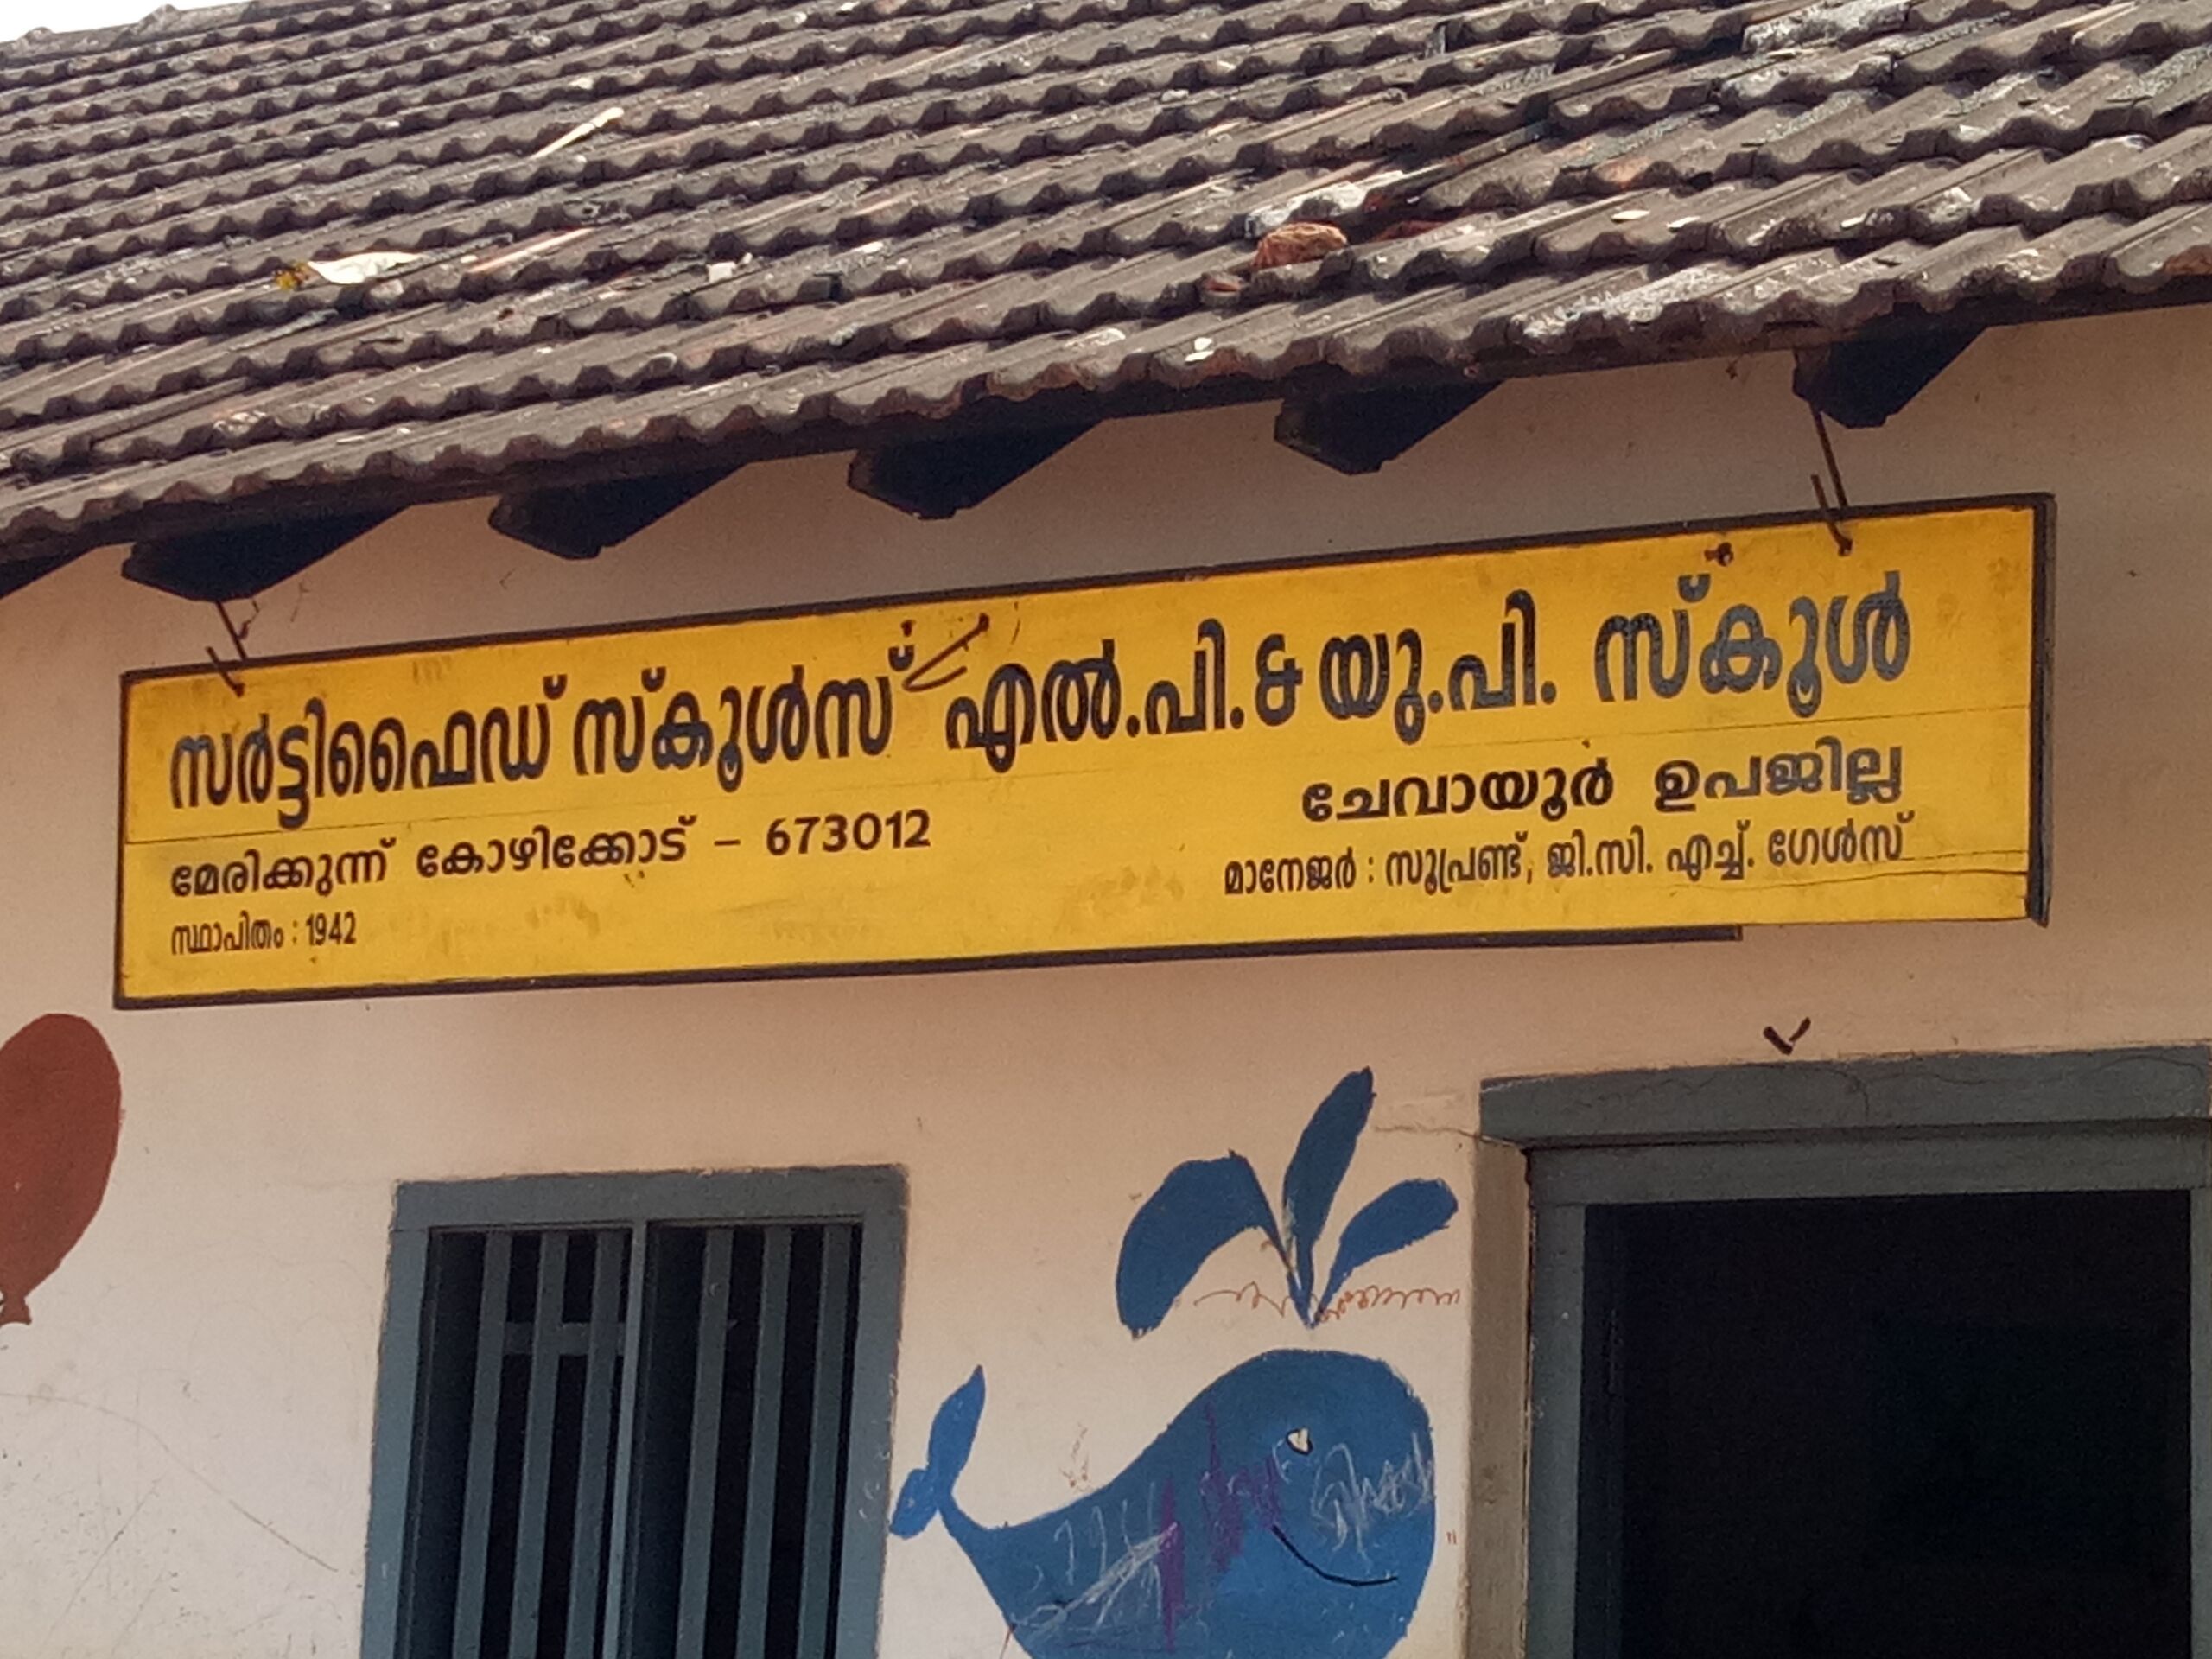 സർട്ടിഫൈഡ് സ്കൂൾസ് എൽ.പി.& യു.പി. സ്കൂൾ
മേരിക്കുന്ന് കോഴിക്കോട് – 673012
സ്ഥാപിതം : 1942
ചേവായൂർ ഉപജില്ല
മാനേജർ : സൂപ്രണ്ട്, ജി.സി. എച്ച്. ഗേൾസ്